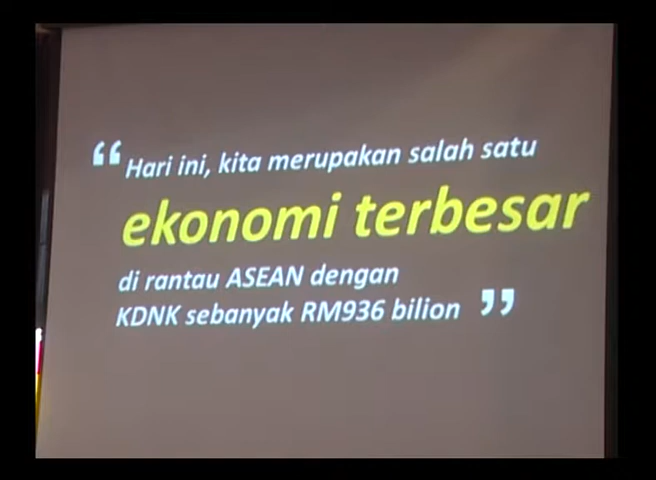 “ Hari ini, kita merupakan salah satu
ekonomi terbesar
di rantau ASEAN dengan
KDNK sebanyak RM936 bilion ”